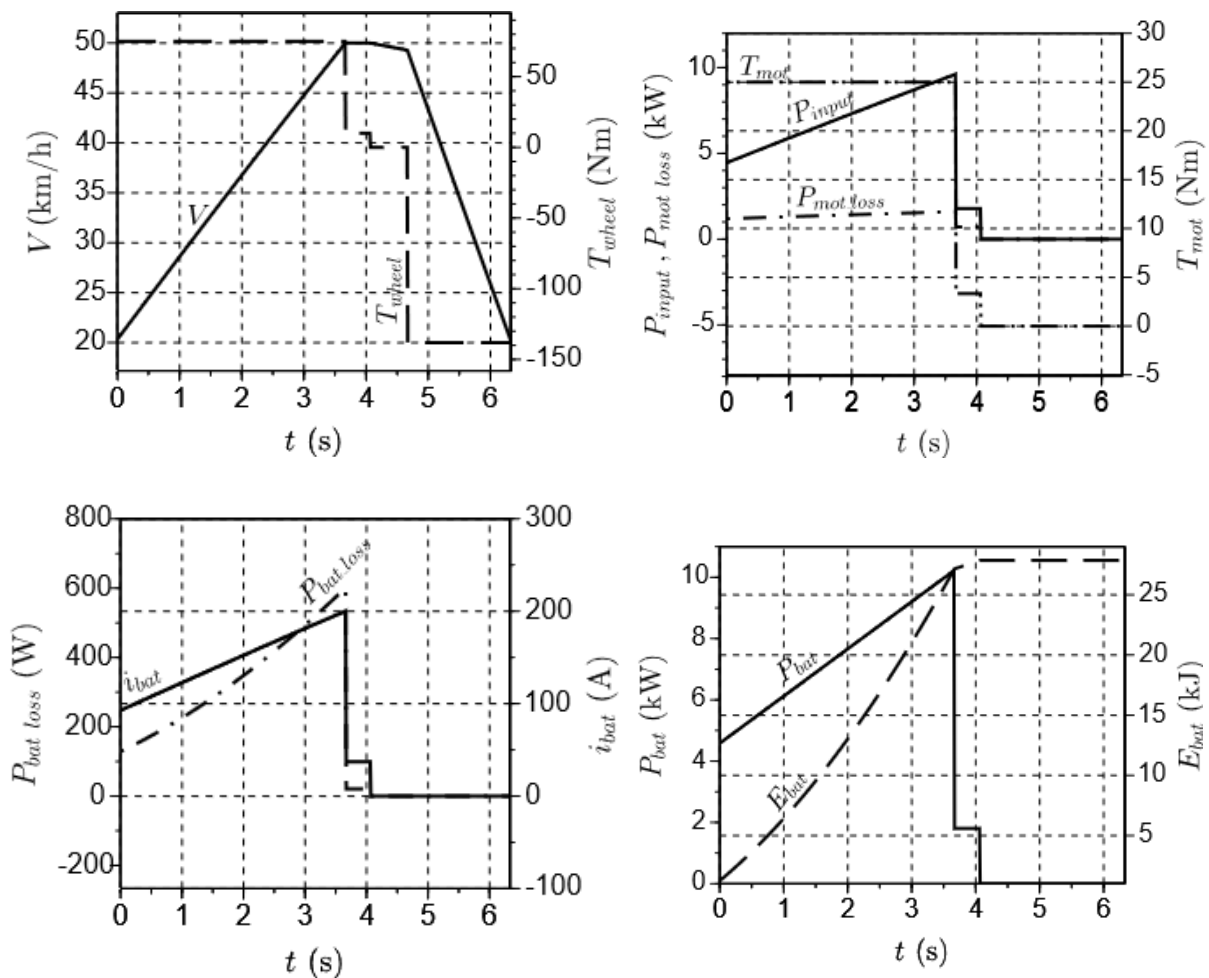 50
45
40
35
30
25
20
V (km/h)
50
0
-50
-100
-150
T_wheel (Nm)
V
T_wheel
0 1 2 3 4 5 6
t (s)
10
5
0
-5
P_input , P_mot loss (kW)
30
25
20
15
10
5
0
-5
T_mot (Nm)
T_mot
P_input
P_mot loss
0 1 2 3 4 5 6
t (s)
800
600
400
200
0
-200
P_bat loss (W)
300
200
100
0
-100
i_bat (A)
P_bat loss
i_bat
0 1 2 3 4 5 6
t (s)
10
8
6
4
2
0
P_bat (kW)
25
20
15
10
5
E_bat (kJ)
P_bat
E_bat
0 1 2 3 4 5 6
t (s)